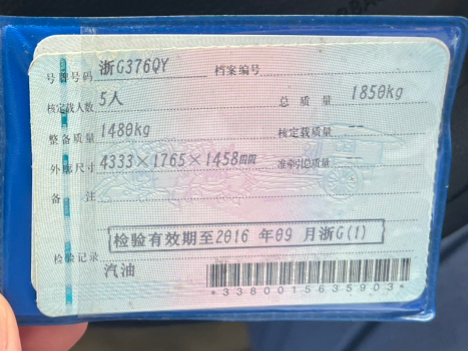 号牌号码 浙G376QY 档案编号
核定载人数 5人 总质量 1850kg
整备质量 1480kg 核定载质量 --
外廓尺寸 4333×1765×1458mm 准牵引总质量 --
备注
检验有效期至2016年09月浙G(1)
检验记录
汽油
*3380015635903*